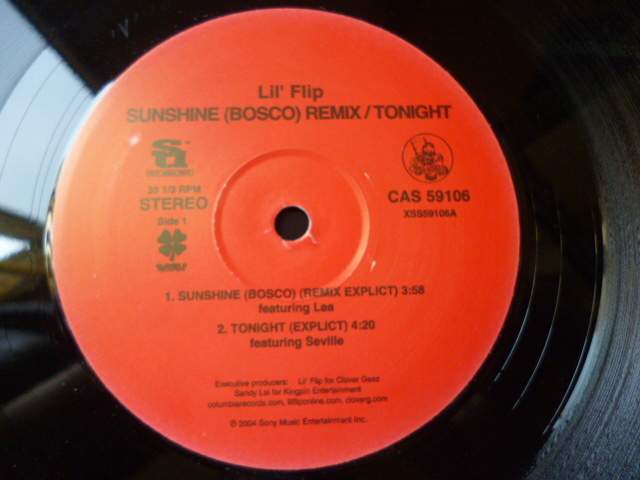 Lil' Flip
SUNSHINE (BOSCO) REMIX / TONIGHT
33 1/3 RPM
STEREO
Side 1
CAS 59106
XSS59106A
1. SUNSHINE (BOSCO) (REMIX EXPLICT) 3:58
featuring Lea
2. TONIGHT (EXPLICT) 4:20
featuring Seville
Executive producers: Lil' Flip for Clover Geez
Sandy Lal for Kingpin Entertainment
columbiarecords.com, lilfliponline.com, cloverg.com
℗ 2004 Sony Music Entertainment Inc.